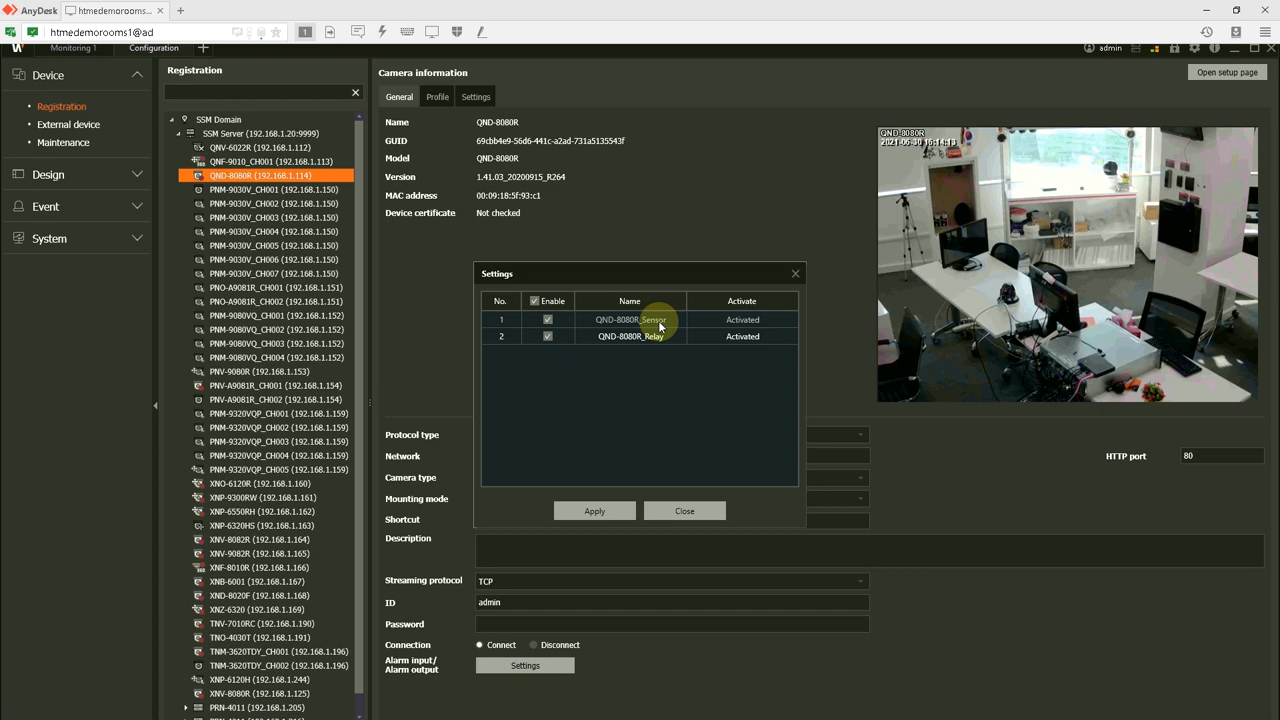 AnyDesk
htmedemorooms...
htmedemorooms1@ad
1
Monitoring 1
Configuration
admin
Device
Registration
External device
Maintenance
Design
Event
System
Registration
SSM Domain
SSM Server (192.168.1.20:9999)
QNV-6022R (192.168.1.112)
QNF-9010_CH001 (192.168.1.113)
QND-8080R (192.168.1.114)
PNM-9030V_CH001 (192.168.1.150)
PNM-9030V_CH002 (192.168.1.150)
PNM-9030V_CH003 (192.168.1.150)
PNM-9030V_CH004 (192.168.1.150)
PNM-9030V_CH005 (192.168.1.150)
PNM-9030V_CH006 (192.168.1.150)
PNM-9030V_CH007 (192.168.1.150)
PNO-A9081R_CH001 (192.168.1.151)
PNO-A9081R_CH002 (192.168.1.151)
PNM-9080VQ_CH001 (192.168.1.152)
PNM-9080VQ_CH002 (192.168.1.152)
PNM-9080VQ_CH003 (192.168.1.152)
PNM-9080VQ_CH004 (192.168.1.152)
PNV-9080R (192.168.1.153)
PNV-A9081R_CH001 (192.168.1.154)
PNV-A9081R_CH002 (192.168.1.154)
PNM-9320VQP_CH001 (192.168.1.159)
PNM-9320VQP_CH002 (192.168.1.159)
PNM-9320VQP_CH003 (192.168.1.159)
PNM-9320VQP_CH004 (192.168.1.159)
PNM-9320VQP_CH005 (192.168.1.159)
XNO-6120R (192.168.1.160)
XNP-9300RW (192.168.1.161)
XNP-6550RH (192.168.1.162)
XNP-6320HS (192.168.1.163)
XNV-8082R (192.168.1.164)
XNV-9082R (192.168.1.165)
XNF-8010R (192.168.1.166)
XNB-6001 (192.168.1.167)
XND-8020F (192.168.1.168)
XNZ-6320 (192.168.1.169)
TNV-7010RC (192.168.1.190)
TNO-4030T (192.168.1.191)
TNM-3620TDY_CH001 (192.168.1.196)
TNM-3620TDY_CH002 (192.168.1.196)
XNP-6120H (192.168.1.244)
XNV-8080R (192.168.1.125)
PRN-4011 (192.168.1.205)
Camera information
Open setup page
General
Profile
Settings
Name QND-8080R
GUID 69cbb4e9-56d6-441c-a2ad-731a5135543f
Model QND-8080R
Version 1.41.03_20200915_R264
MAC address 00:09:18:5f:93:c1
Device certificate Not checked
QND-8080R
2021-06-30 16:14:13
Settings
No. Enable Name Activate
1 QND-8080R_Sensor Activated
2 QND-8080R_Relay Activated
Apply
Close
Protocol type
Network
HTTP port 80
Camera type
Mounting mode
Shortcut
Description
Streaming protocol TCP
ID admin
Password
Connection Connect Disconnect
Alarm input/
Alarm output
Settings